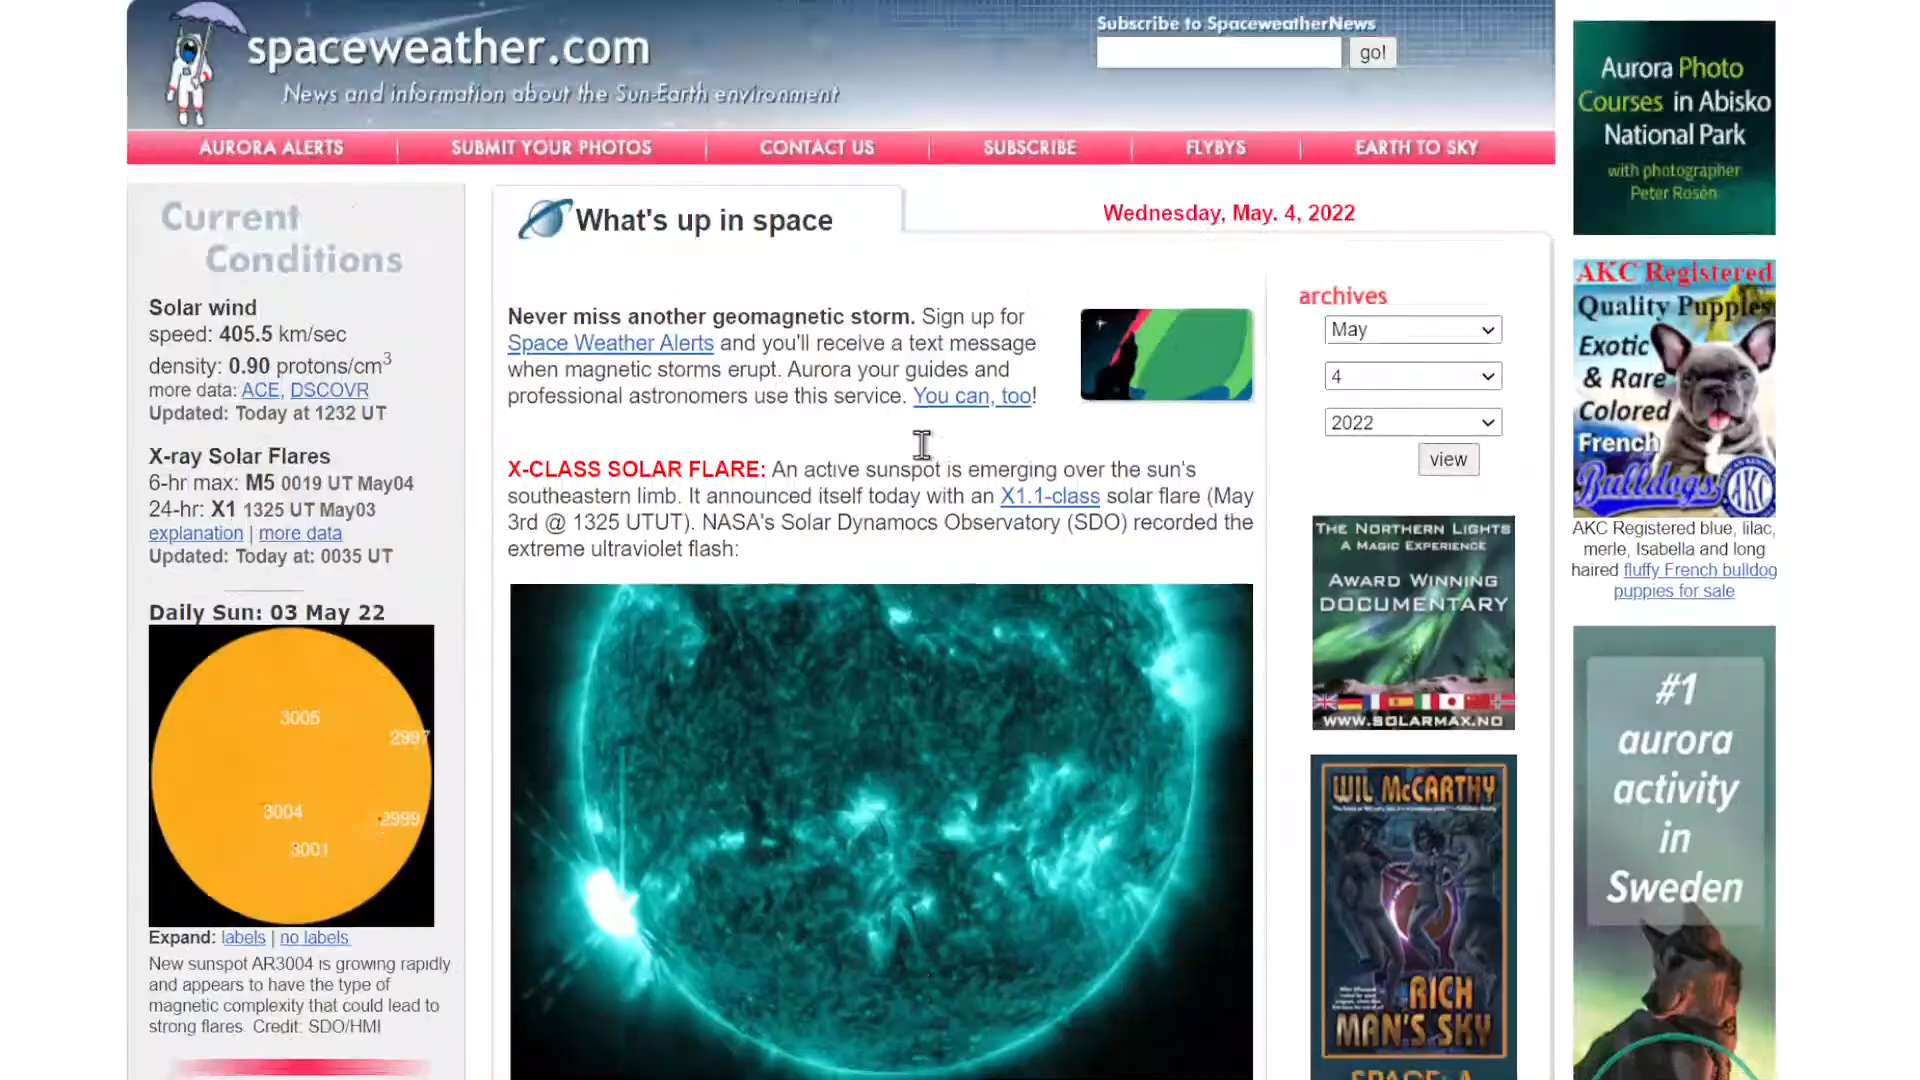 spaceweather.com
News and information about the Sun-Earth environment
Subscribe to SpaceweatherNews
go!
AURORA ALERTS
SUBMIT YOUR PHOTOS
CONTACT US
SUBSCRIBE
FLYBYS
EARTH TO SKY
Current
Conditions
Solar wind
speed: 405.5 km/sec
density: 0.90 protons/cm3
more data: ACE, DSCOVR
Updated: Today at 1232 UT
X-ray Solar Flares
6-hr max: M5 0019 UT May04
24-hr: X1 1325 UT May03
explanation | more data
Updated: Today at: 0035 UT
Daily Sun: 03 May 22
3005
2997
3004
2999
3001
Expand: labels | no labels
New sunspot AR3004 is growing rapidly
and appears to have the type of
magnetic complexity that could lead to
strong flares. Credit: SDO/HMI
What's up in space
Wednesday, May. 4, 2022
Never miss another geomagnetic storm. Sign up for
Space Weather Alerts and you'll receive a text message
when magnetic storms erupt. Aurora your guides and
professional astronomers use this service. You can, too!
X-CLASS SOLAR FLARE: An active sunspot is emerging over the sun's
southeastern limb. It announced itself today with an X1.1-class solar flare (May
3rd @ 1325 UTUT). NASA's Solar Dynamocs Observatory (SDO) recorded the
extreme ultraviolet flash:
archives
May
4
2022
view
THE NORTHERN LIGHTS
A MAGIC EXPERIENCE
AWARD WINNING
DOCUMENTARY
WWW.SOLARMAX.NO
WIL McCARTHY
RICH
MAN'S SKY
SPACE: A
Aurora Photo
Courses in Abisko
National Park
with photographer
Peter Rosén
AKC Registered
Quality Puppies
Exotic
& Rare
Colored
French
Bulldogs
AKC
AKC Registered blue, lilac,
merle, Isabella and long
haired fluffy French bulldog
puppies for sale
#1
aurora
activity
in
Sweden